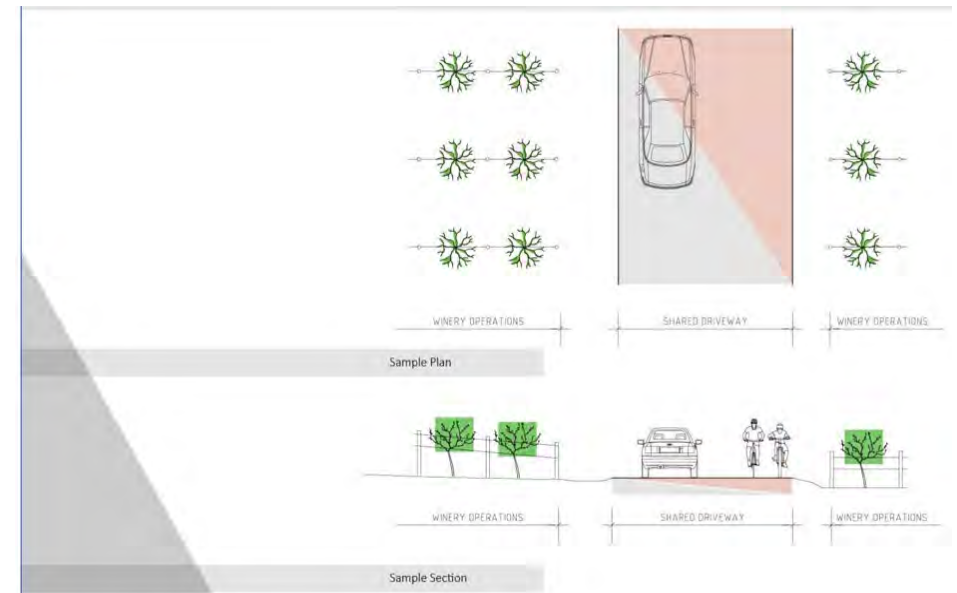 WINERY OPERATIONS SHARED DRIVEWAY WINERY OPERATIONS
Sample Plan
WINERY OPERATIONS SHARED DRIVEWAY WINERY OPERATIONS
Sample Section